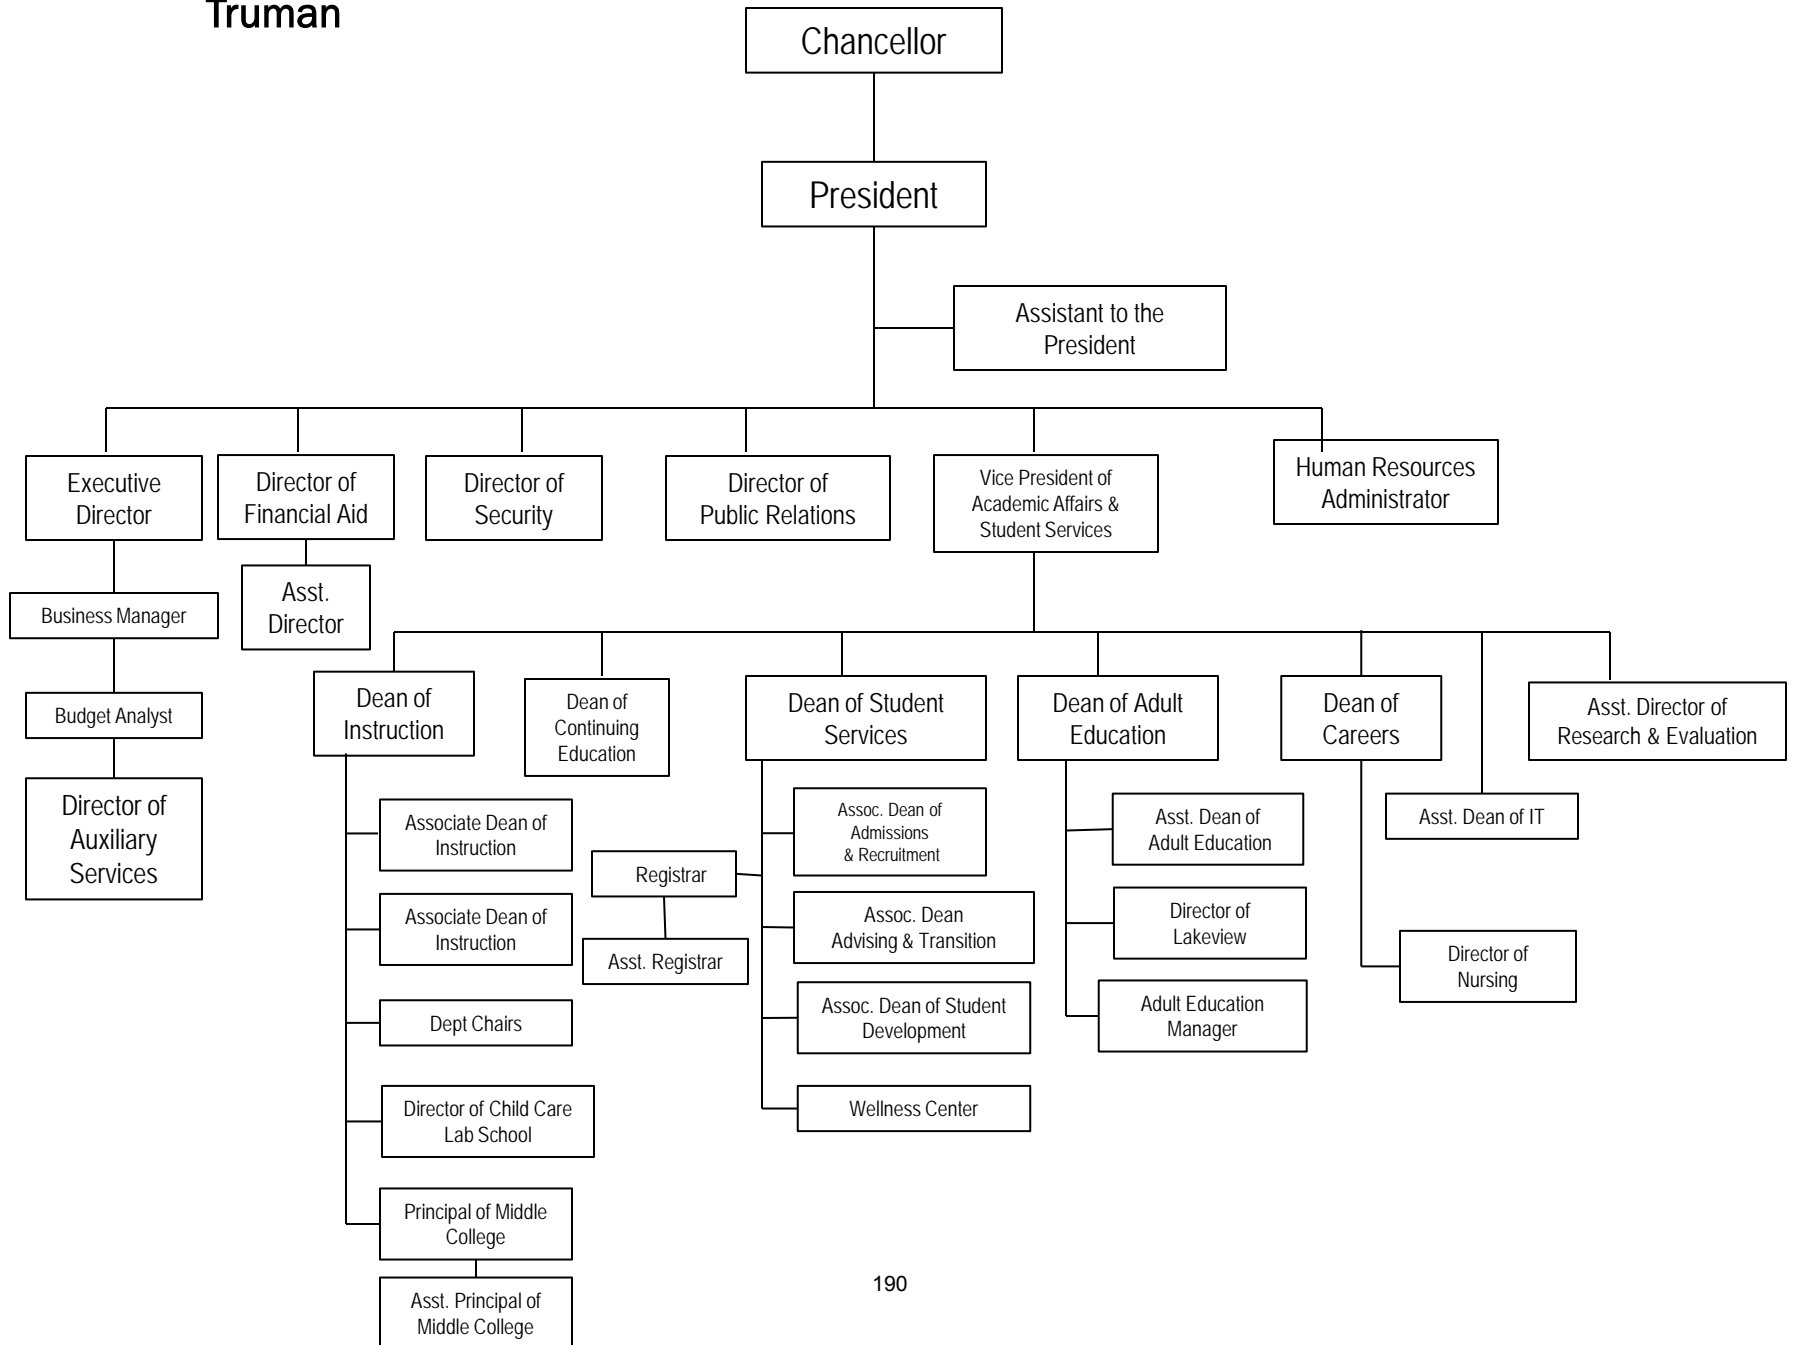 Truman
Chancellor
President
Assistant to the
President
Executive
Director
Director of
Financial Aid
Director of
Security
Director of
Public Relations
Vice President of
Academic Affairs &
Student Services
Human Resources
Administrator
Business Manager
Asst.
Director
Budget Analyst
Director of
Auxiliary
Services
Dean of
Instruction
Dean of
Continuing
Education
Dean of Student
Services
Dean of Adult
Education
Dean of
Careers
Asst. Director of
Research & Evaluation
Associate Dean of
Instruction
Associate Dean of
Instruction
Dept Chairs
Director of Child Care
Lab School
Principal of Middle
College
Asst. Principal of
Middle College
Registrar
Asst. Registrar
Assoc. Dean of
Admissions
& Recruitment
Assoc. Dean
Advising & Transition
Assoc. Dean of Student
Development
Wellness Center
Asst. Dean of
Adult Education
Director of
Lakeview
Adult Education
Manager
Asst. Dean of IT
Director of
Nursing
190